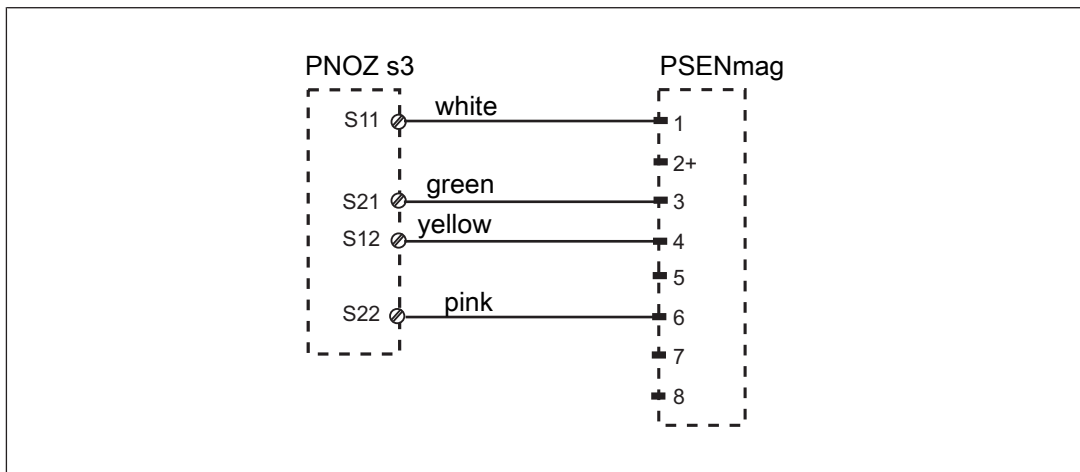 PNOZ s3 PSENmag
S11 white 1
2+
S21 green 3
S12 yellow 4
5
S22 pink 6
7
8